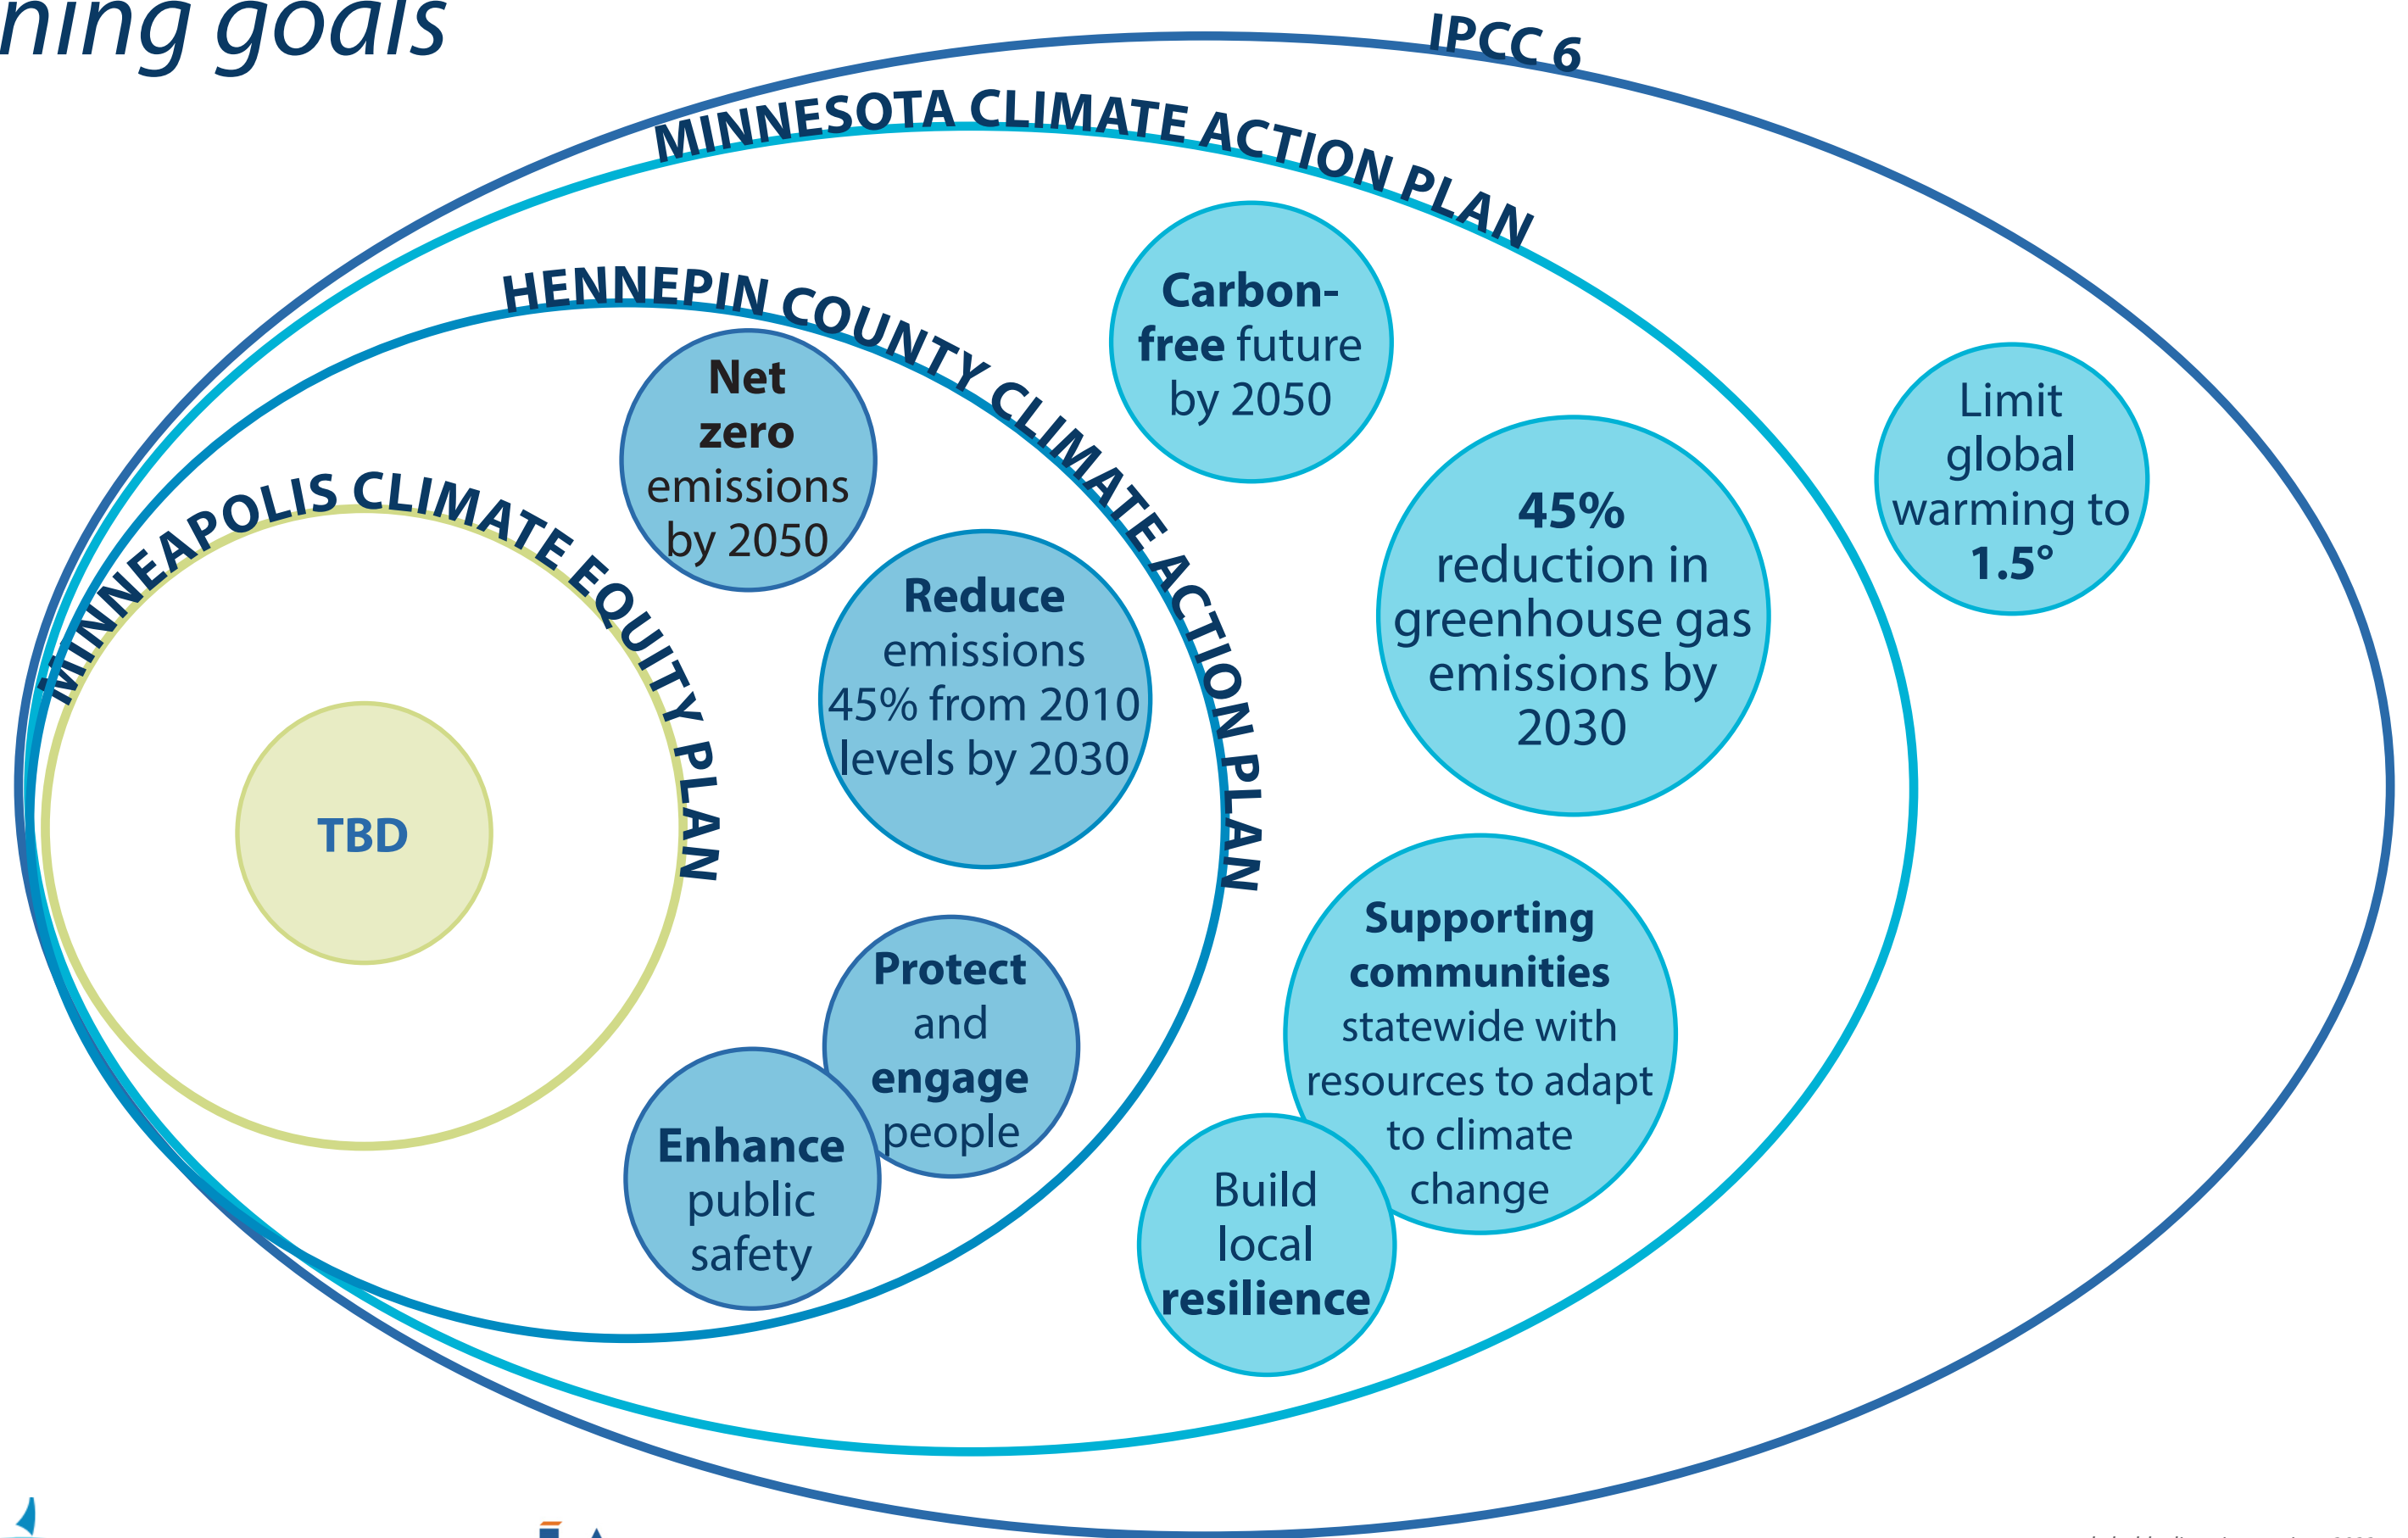 ning goals
IPCC 6
MINNESOTA CLIMATE ACTION PLAN
HENNEPIN COUNTY CLIMATE ACTION PLAN
MINNEAPOLIS CLIMATE EQUITY PLAN
Carbon-
free future
by 2050
Net
zero
emissions
by 2050
Limit
global
warming to
1.5°
45%
reduction in
greenhouse gas
emissions by
2030
Reduce
emissions
45% from 2010
levels by 2030
TBD
Supporting
communities
statewide with
resources to adapt
to climate
change
Protect
and
engage
people
Enhance
public
safety
Build
local
resilience